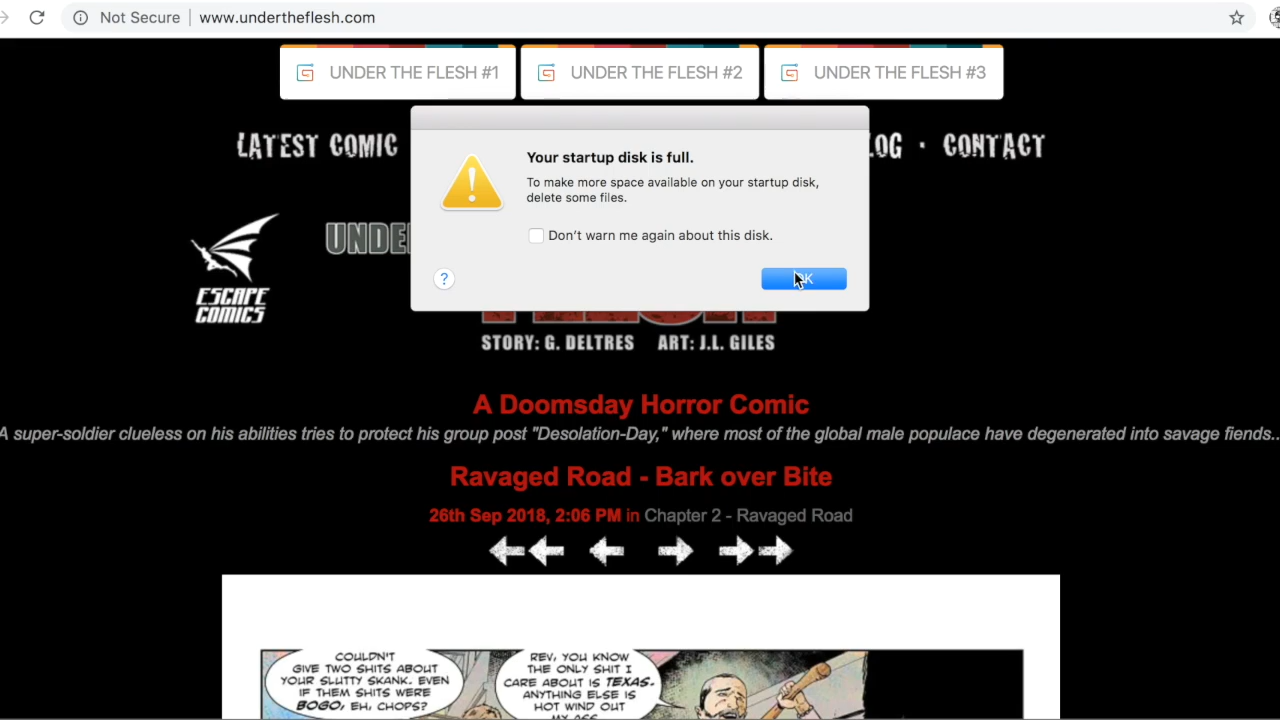 Not Secure www.undertheflesh.com
UNDER THE FLESH #1
UNDER THE FLESH #2
UNDER THE FLESH #3
LATEST COMIC
· CONTACT
Your startup disk is full.
To make more space available on your startup disk,
delete some files.
Don't warn me again about this disk.
?
OK
ESCAPE
COMICS
STORY: G. DELTRES ART: J.L. GILES
A Doomsday Horror Comic
A super-soldier clueless on his abilities tries to protect his group post "Desolation-Day," where most of the global male populace have degenerated into savage fiends..
Ravaged Road - Bark over Bite
26th Sep 2018, 2:06 PM in Chapter 2 - Ravaged Road
COULDN'T
GIVE TWO SHITS ABOUT
YOUR SLUTTY SKANK. EVEN
IF THEM SHITS WERE
BOGO, EH, CHOPS?
REV, YOU KNOW
THE ONLY SHIT I
CARE ABOUT IS TEXAS.
ANYTHING ELSE IS
HOT WIND OUT
MY ASS